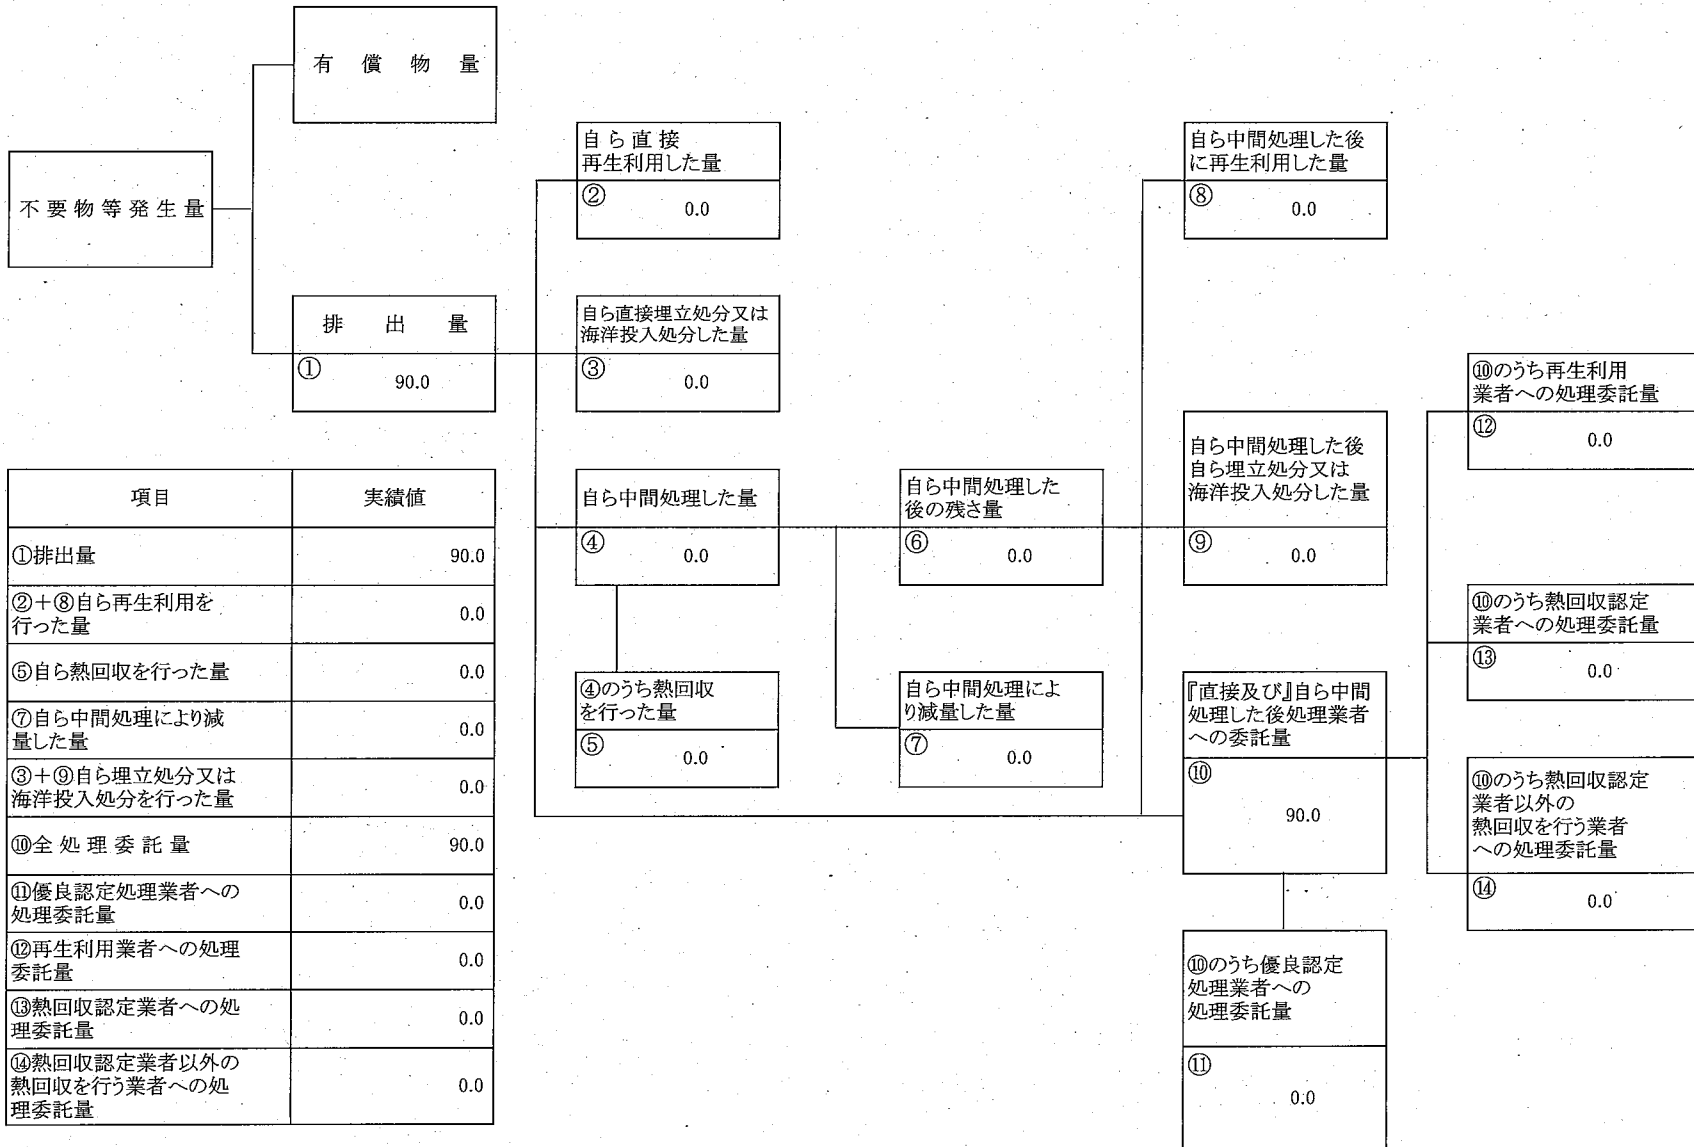 有償物量
不要物等発生量
排出量
①
90.0
自ら直接
再生利用した量
②
0.0
自ら直接埋立処分又は
海洋投入処分した量
③
0.0
自ら中間処理した量
④
0.0
④のうち熱回収
を行った量
⑤
0.0
自ら中間処理した
後の残さ量
⑥
0.0
自ら中間処理によ
り減量した量
⑦
0.0
自ら中間処理した後
に再生利用した量
⑧
0.0
自ら中間処理した後
自ら埋立処分又は
海洋投入処分した量
⑨
0.0
『直接及び』自ら中間
処理した後処理業者
への委託量
⑩
90.0
⑩のうち優良認定
処理業者への
処理委託量
⑪
0.0
⑩のうち再生利用
業者への処理委託量
⑫
0.0
⑩のうち熱回収認定
業者への処理委託量
⑬
0.0
⑩のうち熱回収認定
業者以外の
熱回収を行う業者
への処理委託量
⑭
0.0
項目 実績値
①排出量 90.0
②+⑧自ら再生利用を
行った量 0.0
⑤自ら熱回収を行った量 0.0
⑦自ら中間処理により減
量した量 0.0
③+⑨自ら埋立処分又は
海洋投入処分を行った量 0.0
⑩全処理委託量 90.0
⑪優良認定処理業者への
処理委託量 0.0
⑫再生利用業者への処理
委託量 0.0
⑬熱回収認定業者への処
理委託量 0.0
⑭熱回収認定業者以外の
熱回収を行う業者への処
理委託量 0.0